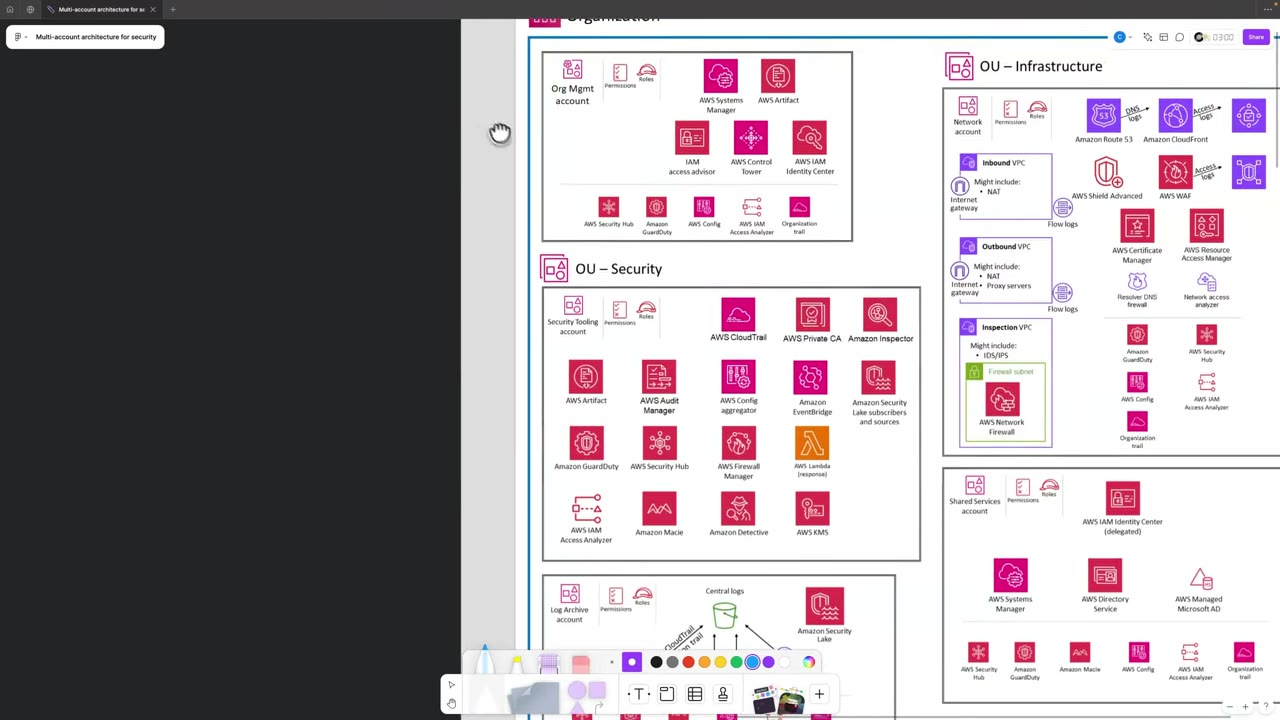 Multi-account architecture for se
Multi-account architecture for security
C
03:00
Share
Organization
Org Mgmt
account
Permissions
Roles
AWS Systems
Manager
AWS Artifact
IAM
access advisor
AWS Control
Tower
AWS IAM
Identity Center
AWS Security Hub
Amazon
GuardDuty
AWS Config
AWS IAM
Access Analyzer
Organization
trail
OU – Security
Security Tooling
account
Permissions
Roles
AWS CloudTrail
AWS Private CA
Amazon Inspector
AWS Artifact
AWS Audit
Manager
AWS Config
aggregator
Amazon
EventBridge
Amazon Security
Lake subscribers
and sources
Amazon GuardDuty
AWS Security Hub
AWS Firewall
Manager
AWS Lambda
(response)
AWS IAM
Access Analyzer
Amazon Macie
Amazon Detective
AWS KMS
Log Archive
account
Permissions
Roles
Central logs
CloudTrail
on trail
Amazon Security
Lake
OU – Infrastructure
Network
account
Permissions
Roles
53
Amazon Route 53
DNS
logs
Amazon CloudFront
Access
logs
Inbound VPC
Might include:
• NAT
Internet
gateway
Flow logs
AWS Shield Advanced
AWS WAF
Access
logs
AWS Certificate
Manager
AWS Resource
Access Manager
Outbound VPC
Might include:
• NAT
• Proxy servers
Internet
gateway
Flow logs
Resolver DNS
firewall
Network access
analyzer
Inspection VPC
Might include:
• IDS/IPS
Firewall subnet
AWS Network
Firewall
Amazon
GuardDuty
AWS Security
Hub
AWS Config
AWS IAM
Access Analyzer
Organization
trail
Shared Services
account
Permissions
Roles
AWS IAM Identity Center
(delegated)
AWS Systems
Manager
AWS Directory
Service
AWS Managed
Microsoft AD
AWS Security
Hub
Amazon
GuardDuty
Amazon Macie
AWS Config
AWS IAM
Access Analyzer
Organization
trail
T